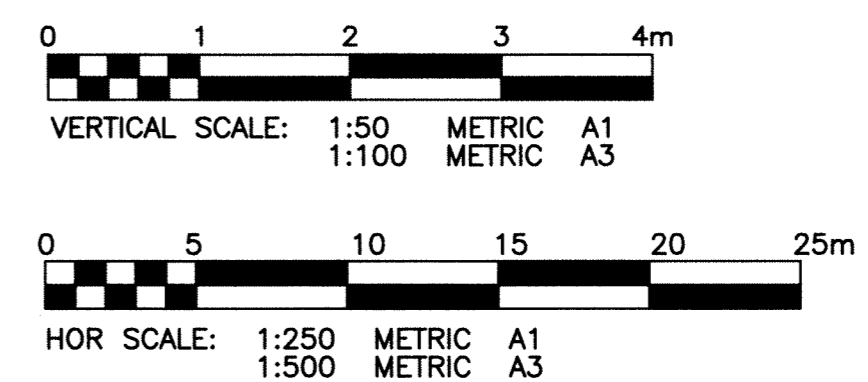 0 1 2 3 4m
VERTICAL SCALE: 1:50 METRIC A1
1:100 METRIC A3
0 5 10 15 20 25m
HOR SCALE: 1:250 METRIC A1
1:500 METRIC A3